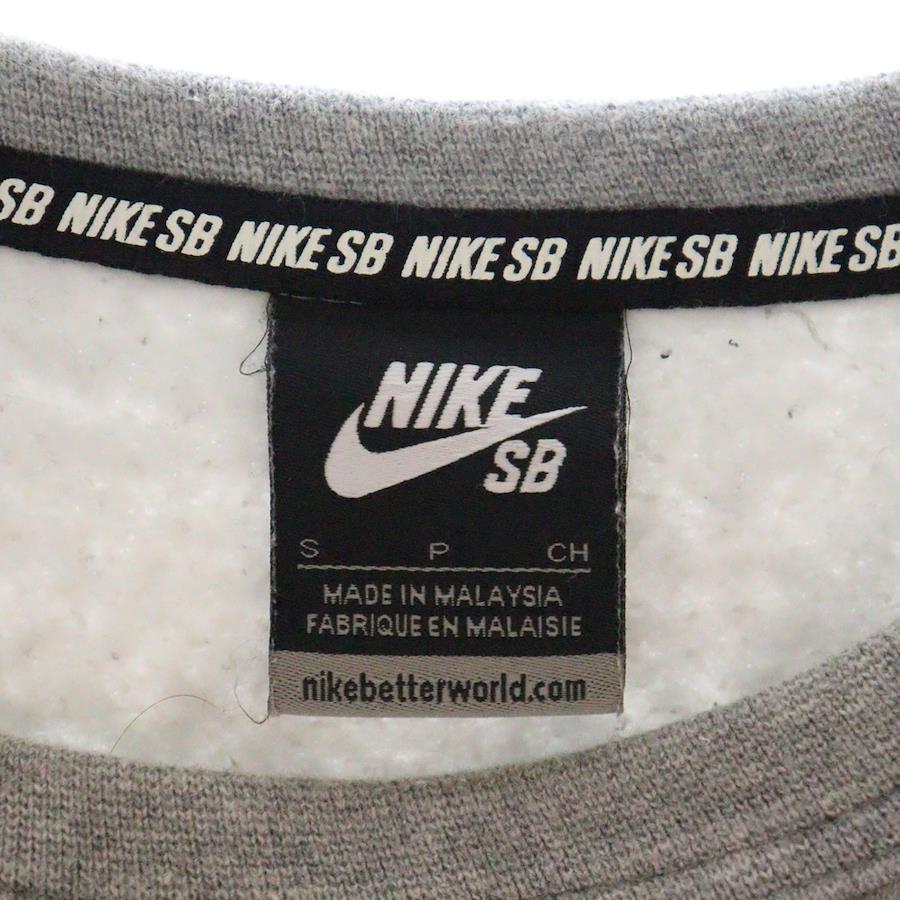 SB NIKE SB NIKE SB NIKE SB NIKE SB NIKE SB
NIKE
SB
S P CH
MADE IN MALAYSIA
FABRIQUE EN MALAISIE
nikebetterworld.com